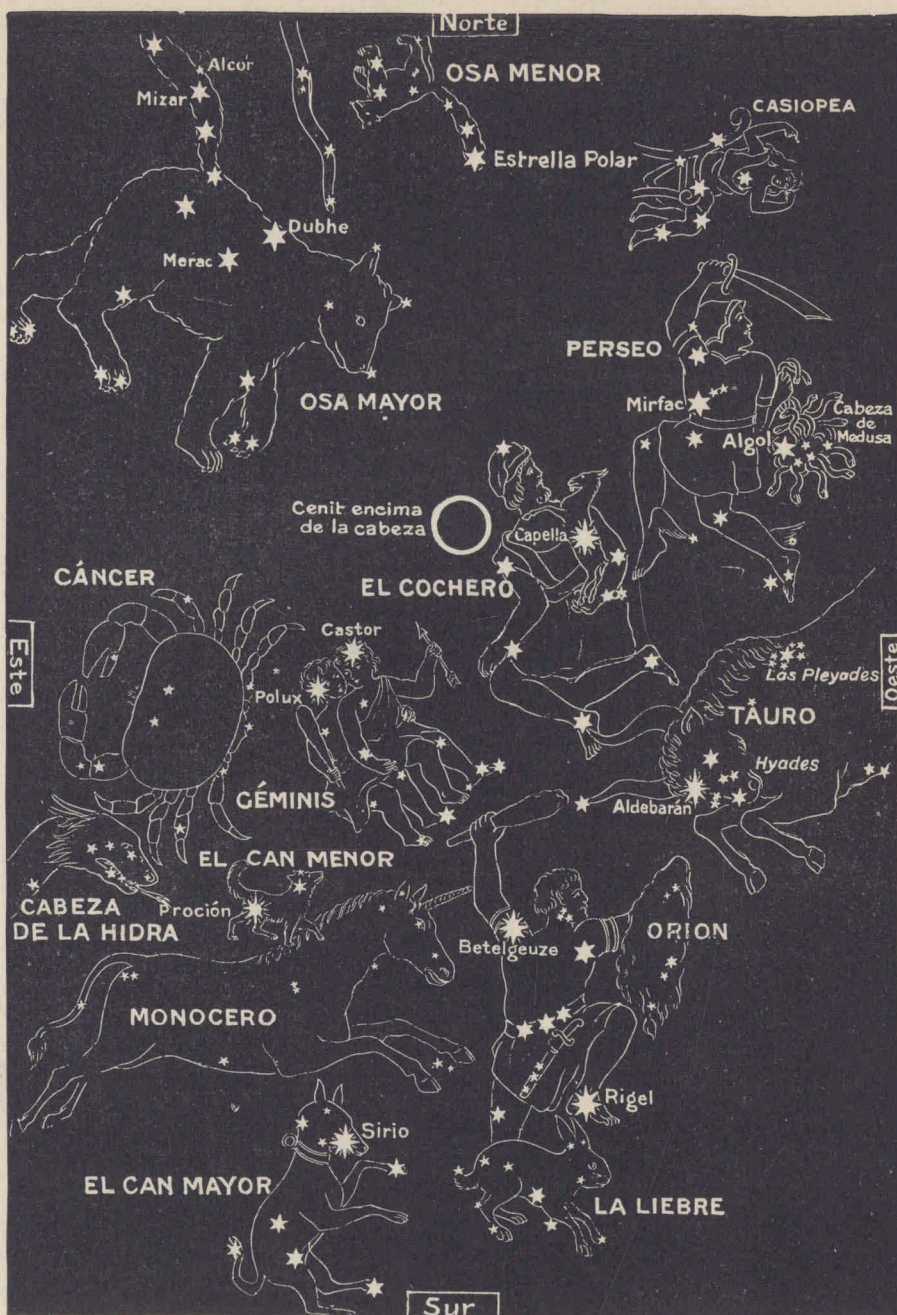 Norte
Alcor
OSA MENOR
Mizar
CASIOPEA
Estrella Polar
Dubhe
Merac
PERSEO
OSA MAYOR
Mirfac
Cabeza
de
Medusa
Algol
Cenit encima
de la cabeza
Capella
CÁNCER
EL COCHERO
Este
Castor
Oeste
Las Pleyades
Polux
TAURO
Hyades
GÉMINIS
Aldebarán
EL CAN MENOR
CABEZA
DE LA HIDRA
Proción
ORION
Betelgeuze
MONOCERO
Rigel
Sirio
EL CAN MAYOR
LA LIEBRE
Sur